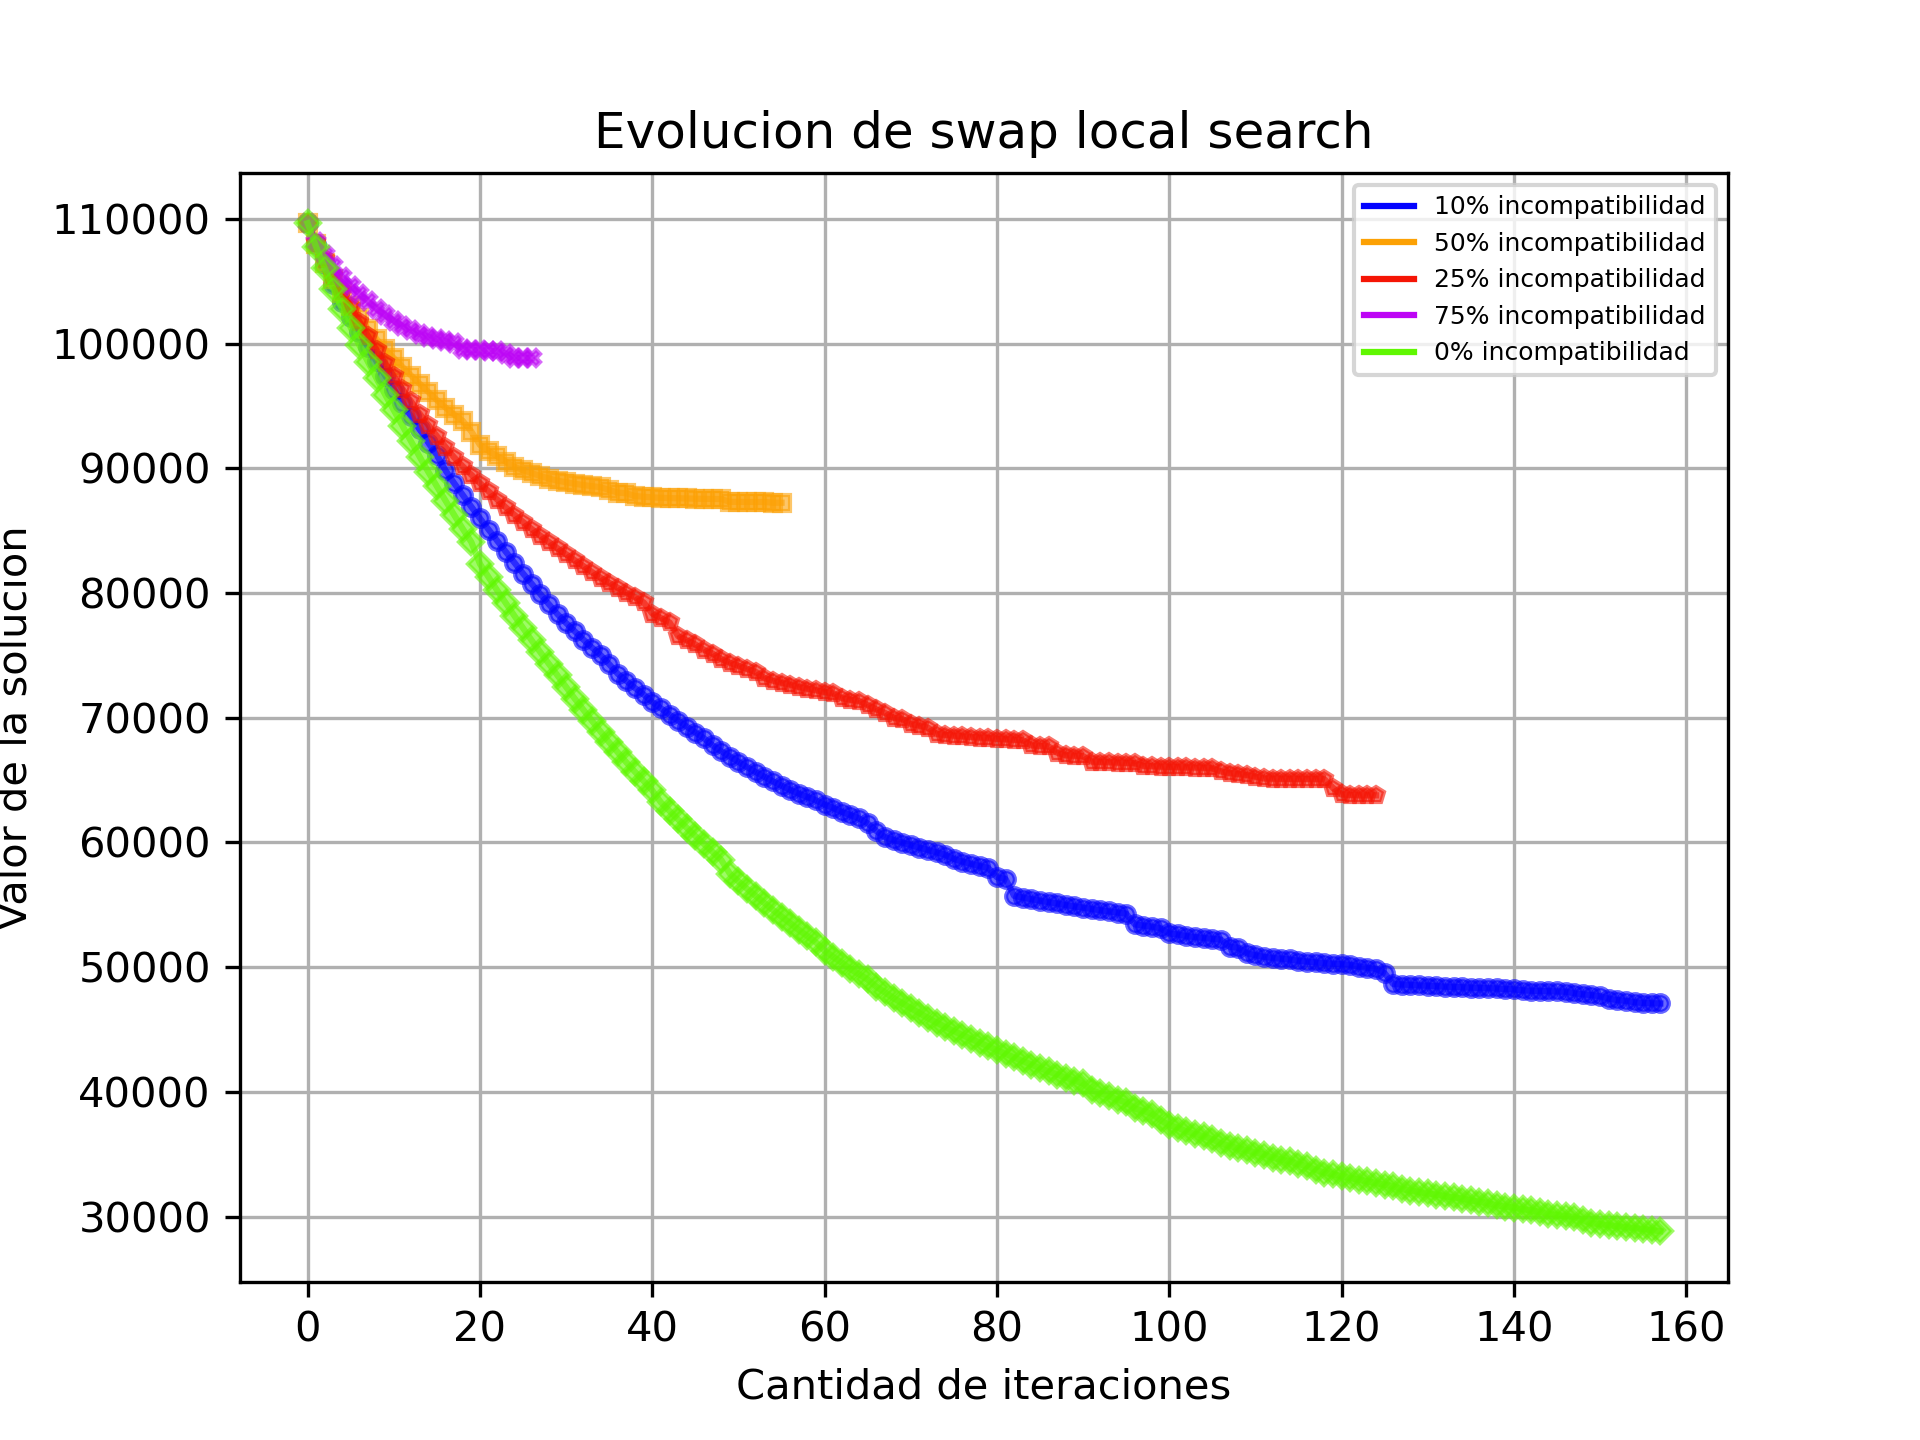 Evolucion de swap local search
10% incompatibilidad
50% incompatibilidad
25% incompatibilidad
75% incompatibilidad
0% incompatibilidad
110000
100000
90000
80000
70000
60000
50000
40000
30000
Valor de la solucion
0 20 40 60 80 100 120 140 160
Cantidad de iteraciones